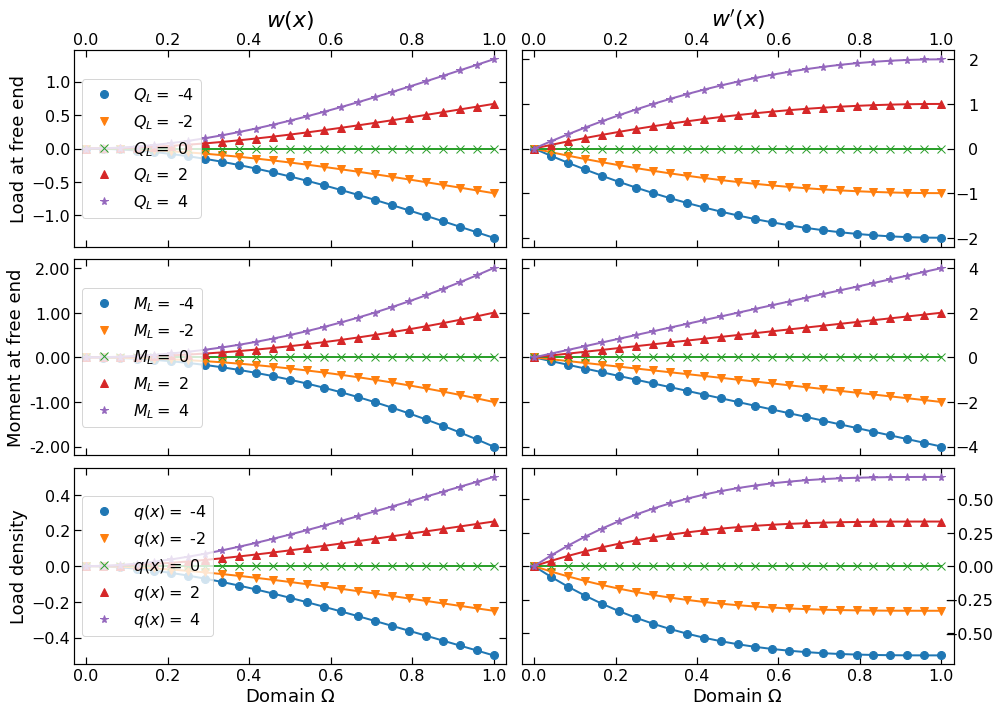 w(x)
w′(x)
0.0 0.2 0.4 0.6 0.8 1.0
0.0 0.2 0.4 0.6 0.8 1.0
Load at free end
1.0
0.5
0.0
−0.5
−1.0
Q_L = -4
Q_L = -2
Q_L = 0
Q_L = 2
Q_L = 4
2
1
0
−1
−2
Moment at free end
2.00
1.00
0.00
-1.00
-2.00
M_L = -4
M_L = -2
M_L = 0
M_L = 2
M_L = 4
4
2
0
−2
−4
Load density
0.4
0.2
0.0
−0.2
−0.4
q(x) = -4
q(x) = -2
q(x) = 0
q(x) = 2
q(x) = 4
0.50
0.25
0.00
−0.25
−0.50
0.0 0.2 0.4 0.6 0.8 1.0
0.0 0.2 0.4 0.6 0.8 1.0
Domain Ω
Domain Ω